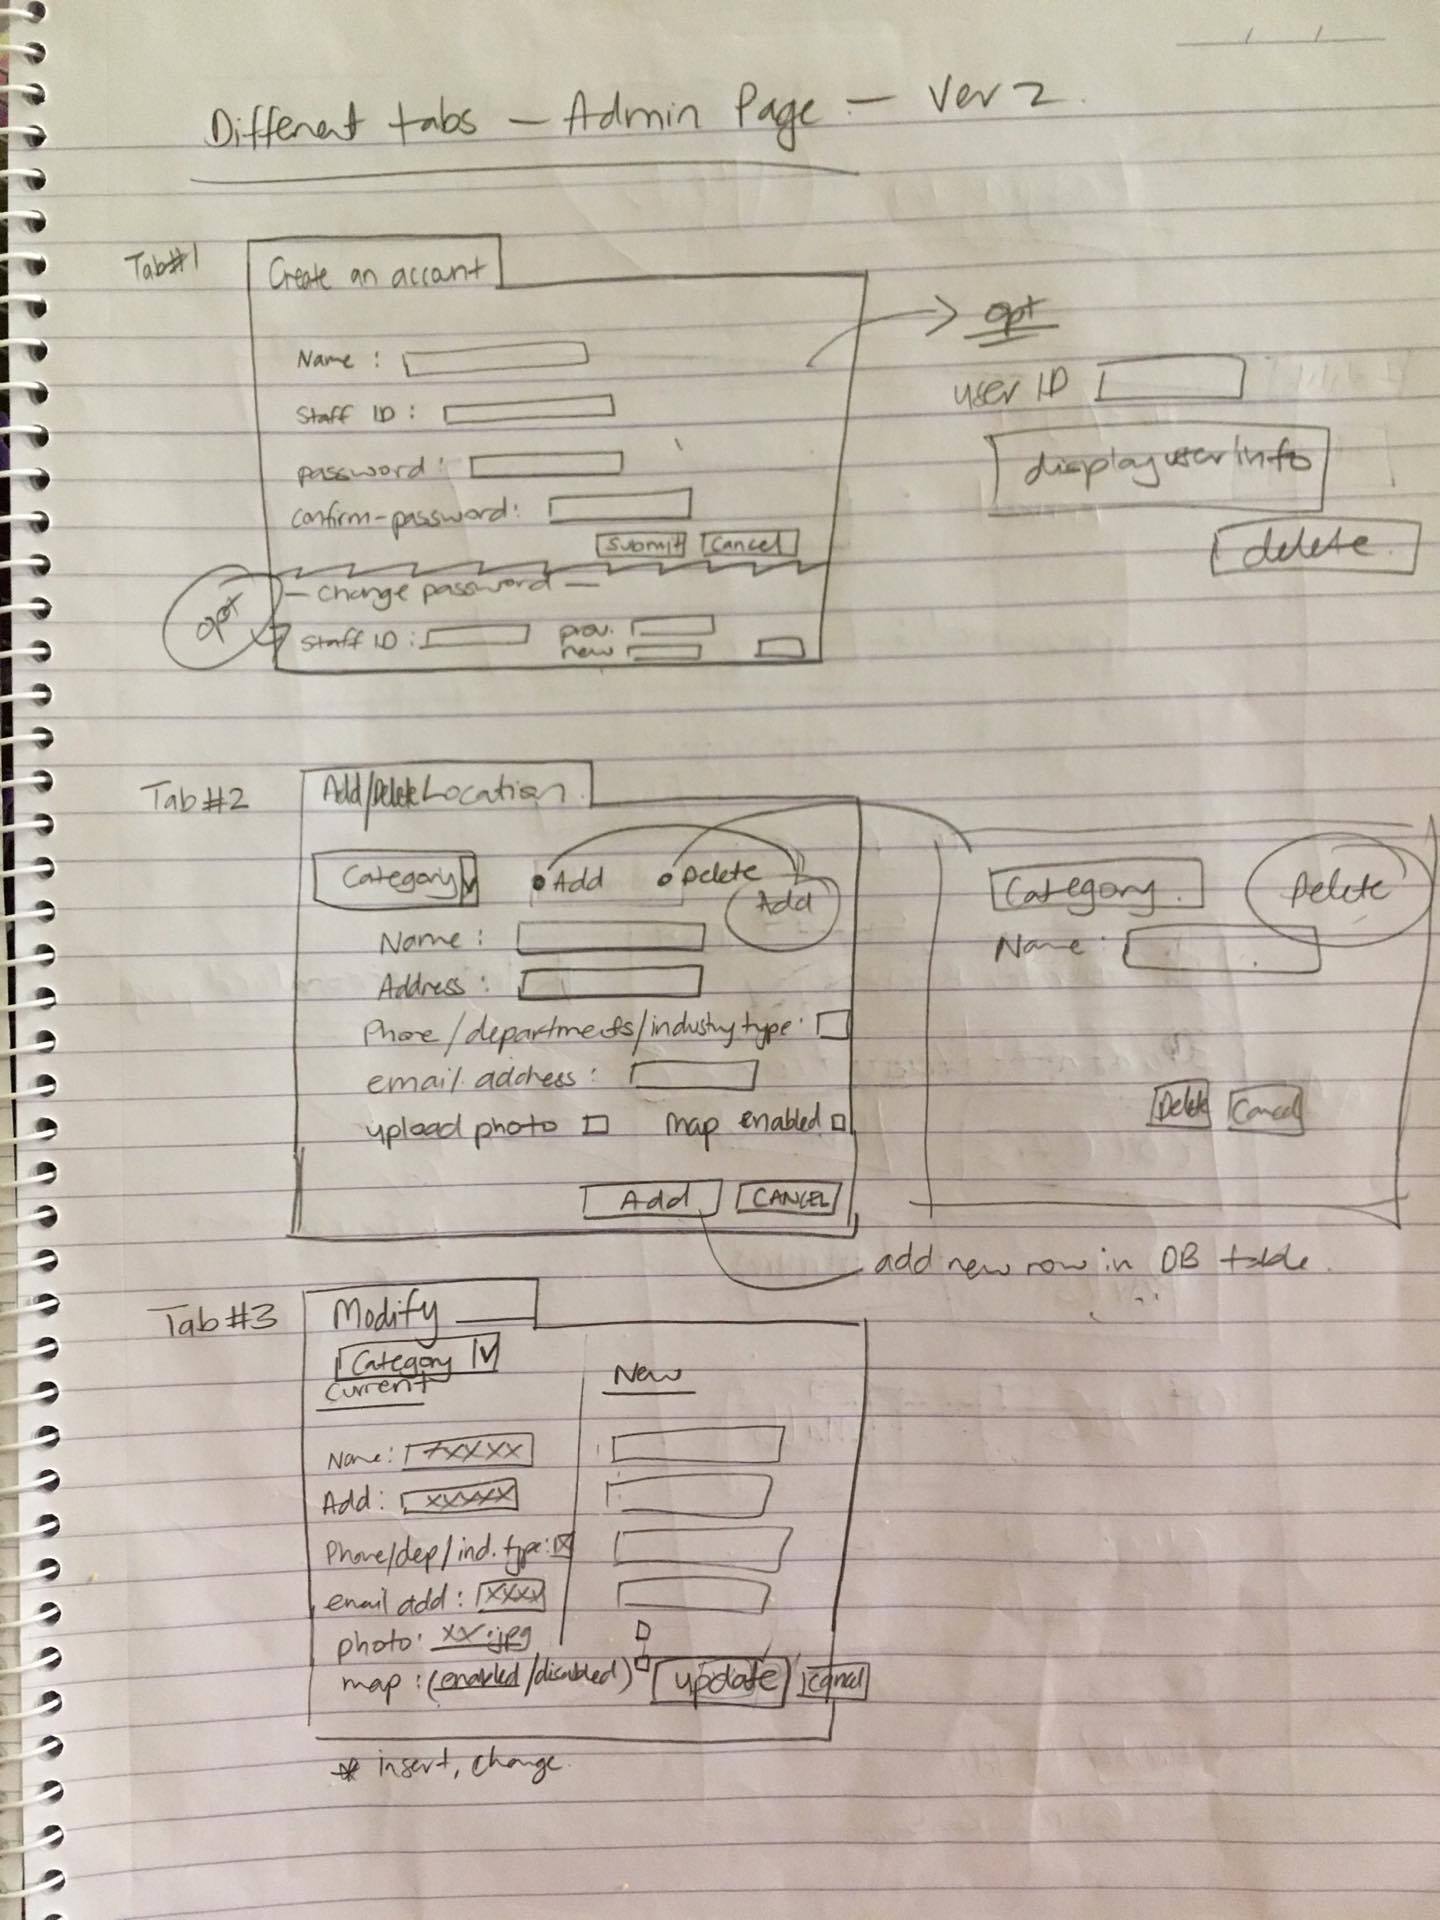 Different tabs — Admin Page — Ver 2.
Tab#1
Create an account
Name :
Staff ID :
password :
Confirm-password :
Submit Cancel
opt
— Change password —
Staff ID : prev.
new
opt
user ID
display user info
delete
Tab#2
Add/Delete Location
Category Add Delete
Add
Name :
Address :
Phone/departments/industry type:
email address :
upload photo map enabled
Add CANCEL
Category Delete
Name :
Delete Cancel
add new row in DB table.
Tab#3
Modify
Category
Current New
Name: xxxxx
Add: xxxxx
Phone/dep/ind. type: x
email add : xxxx
photo: xx.jpg
map : (enabled/disabled) update cancel
* insert, change.